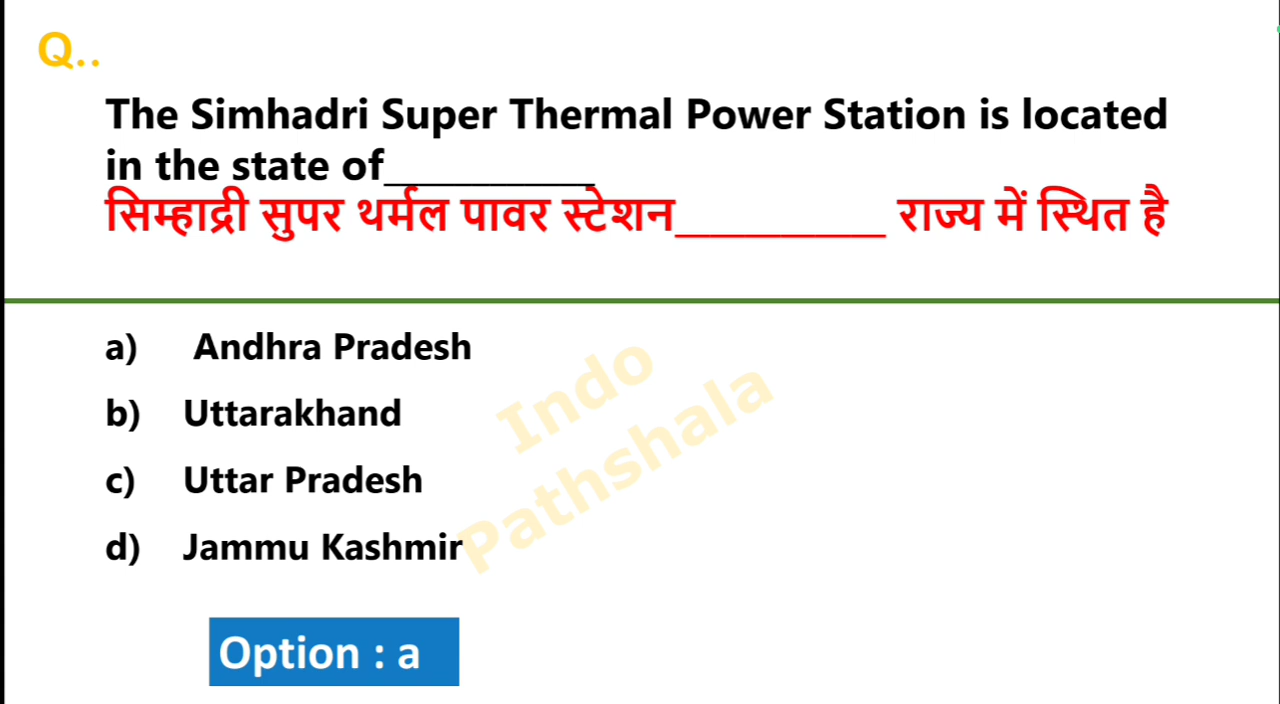 Q..
The Simhadri Super Thermal Power Station is located
in the state of__________
सिम्हाद्री सुपर थर्मल पावर स्टेशन__________ राज्य में स्थित है
a) Andhra Pradesh
b) Uttarakhand
c) Uttar Pradesh
d) Jammu Kashmir
Indo
Pathshala
Option : a